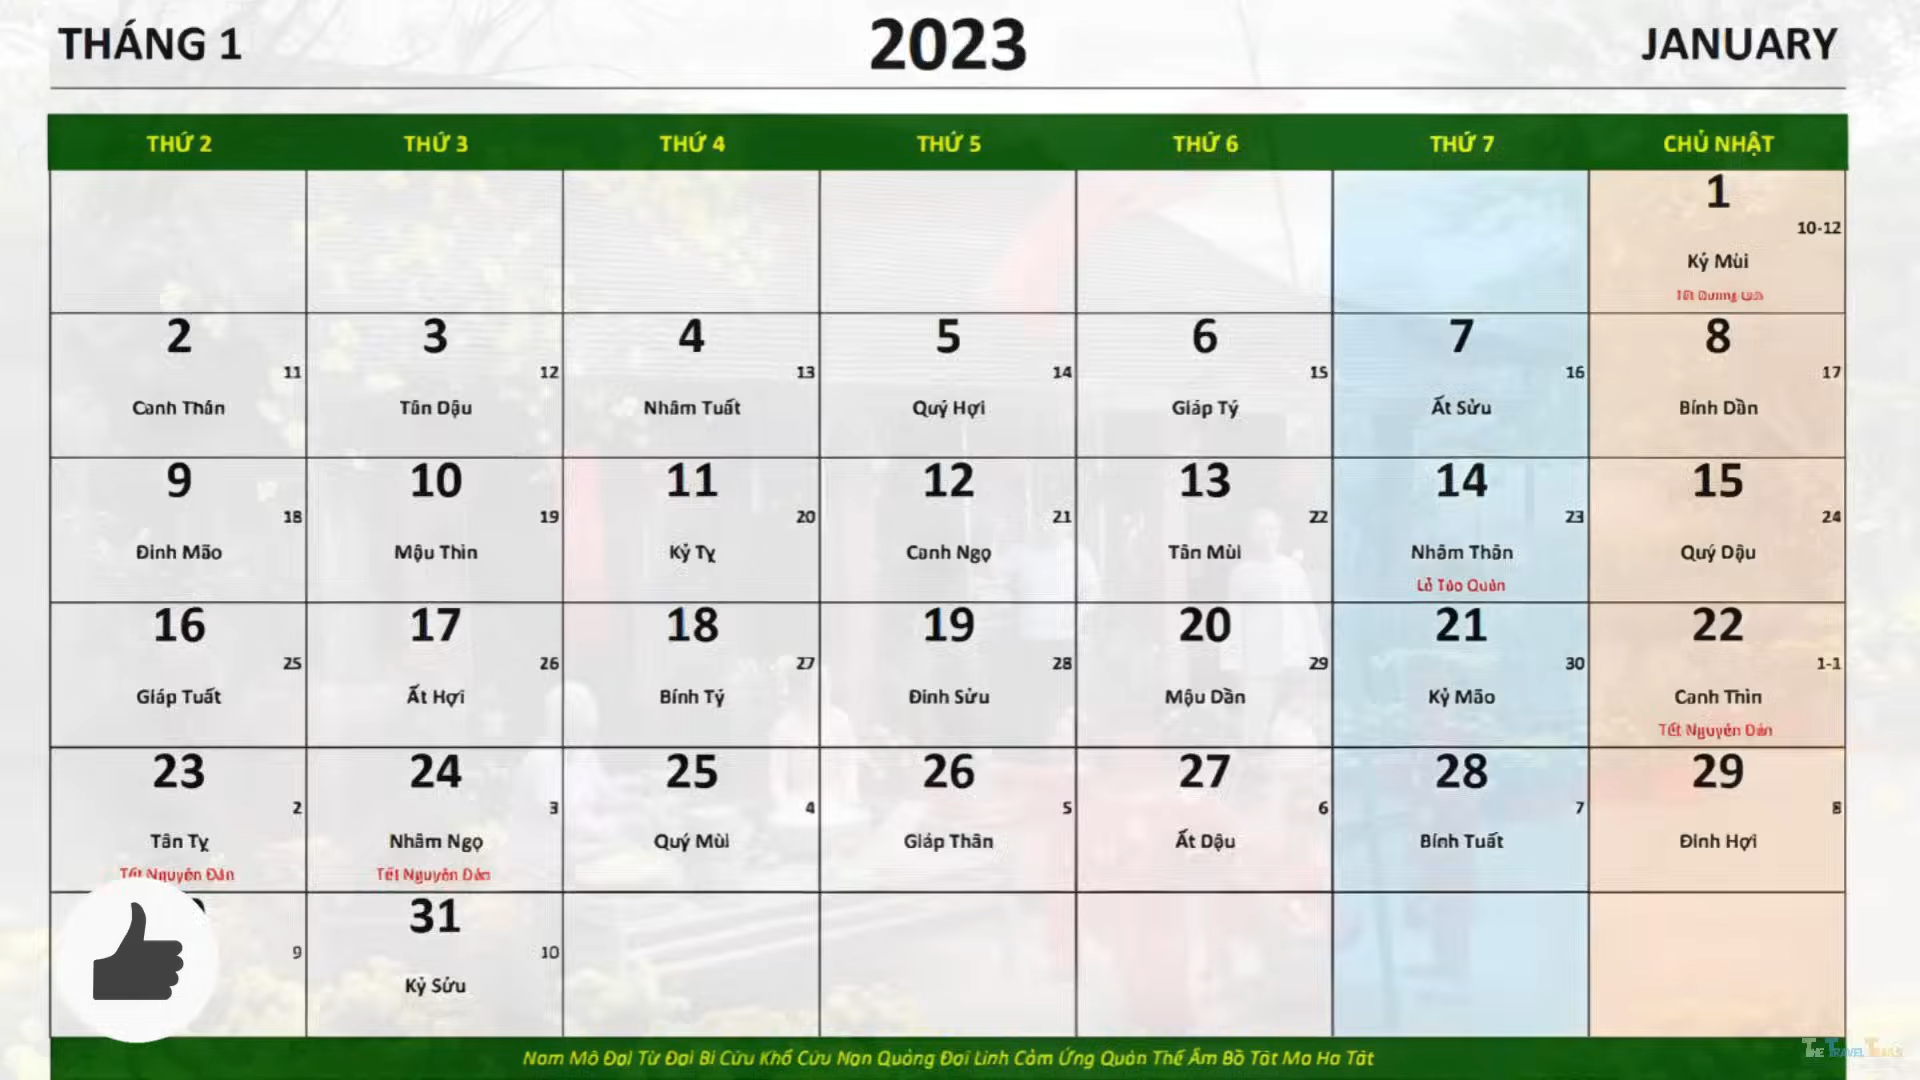 THÁNG 1 2023 JANUARY
THỨ 2 THỨ 3 THỨ 4 THỨ 5 THỨ 6 THỨ 7 CHỦ NHẬT
1
10-12
Kỷ Mùi
Tết Dương Lịch
2 3 4 5 6 7 8
11 12 13 14 15 16 17
Canh Thân Tân Dậu Nhâm Tuất Quý Hợi Giáp Tý Ất Sửu Bính Dần
9 10 11 12 13 14 15
18 19 20 21 22 23 24
Đinh Mão Mậu Thìn Kỷ Tỵ Canh Ngọ Tân Mùi Nhâm Thân Quý Dậu
Lễ Táo Quân
16 17 18 19 20 21 22
25 26 27 28 29 30 1-1
Giáp Tuất Ất Hợi Bính Tý Đinh Sửu Mậu Dần Kỷ Mão Canh Thìn
Tết Nguyên Đán
23 24 25 26 27 28 29
2 3 4 5 6 7 8
Tân Tỵ Nhâm Ngọ Quý Mùi Giáp Thân Ất Dậu Bính Tuất Đinh Hợi
Tết Nguyên Đán Tết Nguyên Đán
31
9 10
Kỷ Sửu
Nam Mô Đại Từ Đại Bi Cứu Khổ Cứu Nạn Quảng Đại Linh Cảm Ứng Quán Thế Âm Bồ Tát Ma Ha Tát
THE TRAVEL TRAILS